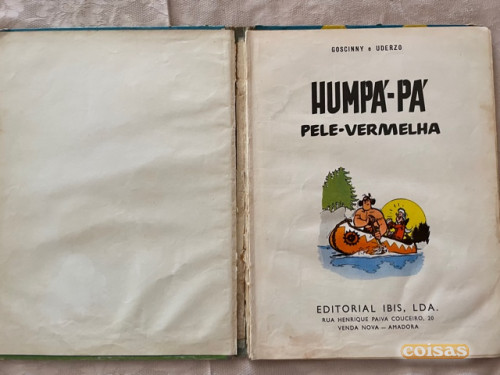 GOSCINNY e UDERZO
HUMPÁ-PÁ
PELE-VERMELHA
EDITORIAL IBIS, LDA.
RUA HENRIQUE PAIVA COUCEIRO, 20
VENDA NOVA — AMADORA
coisas